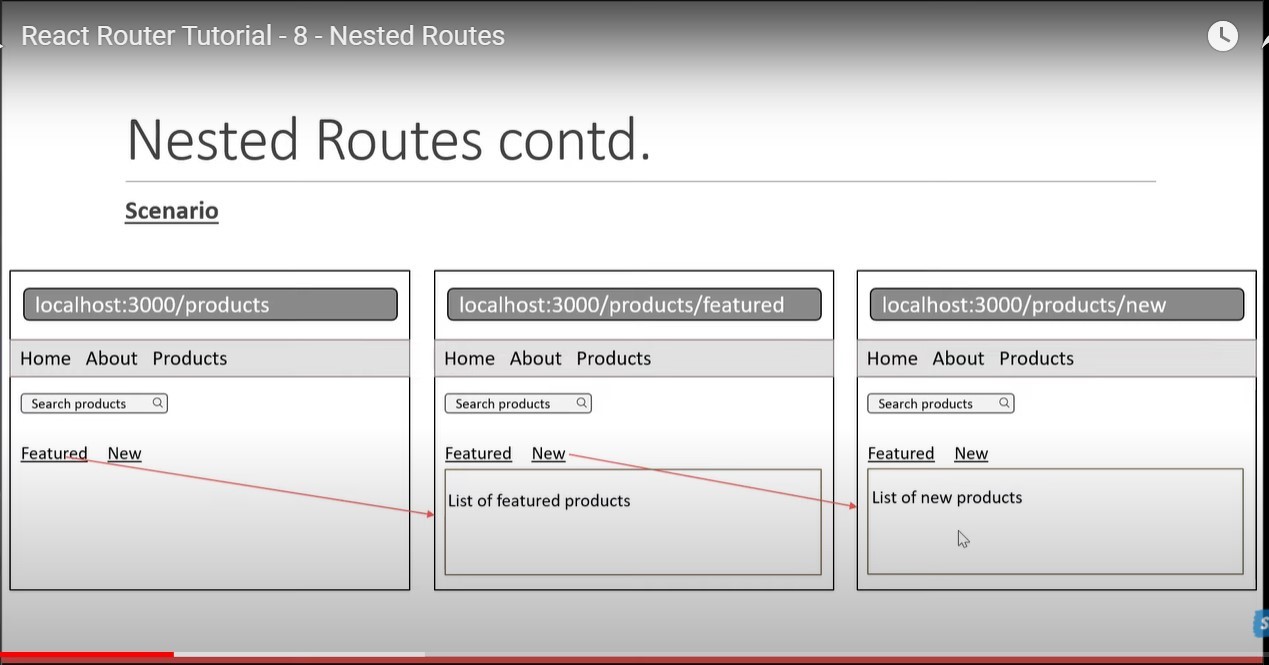 React Router Tutorial - 8 - Nested Routes
Nested Routes contd.
Scenario
localhost:3000/products
Home About Products
Search products
Featured New
localhost:3000/products/featured
Home About Products
Search products
Featured New
List of featured products
localhost:3000/products/new
Home About Products
Search products
Featured New
List of new products
S